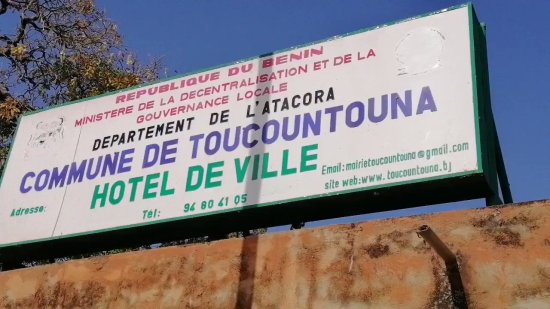 REPUBLIQUE DU BENIN
MINISTERE DE LA DECENTRALISATION ET DE LA
GOUVERNANCE LOCALE
DEPARTEMENT DE L'ATACORA
COMMUNE DE TOUCOUNTOUNA
HOTEL DE VILLE
Adresse:
Tél: 94 80 41 05
Email: mairietoucountouna@gmail.com
site web: www.toucountouna.bj